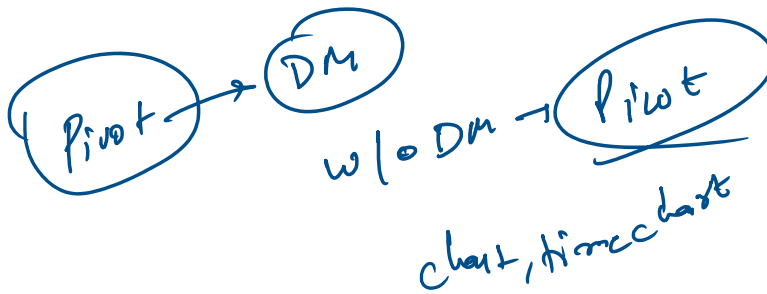 Pivot → DM
w/o DM → Pivot
chart, timechart